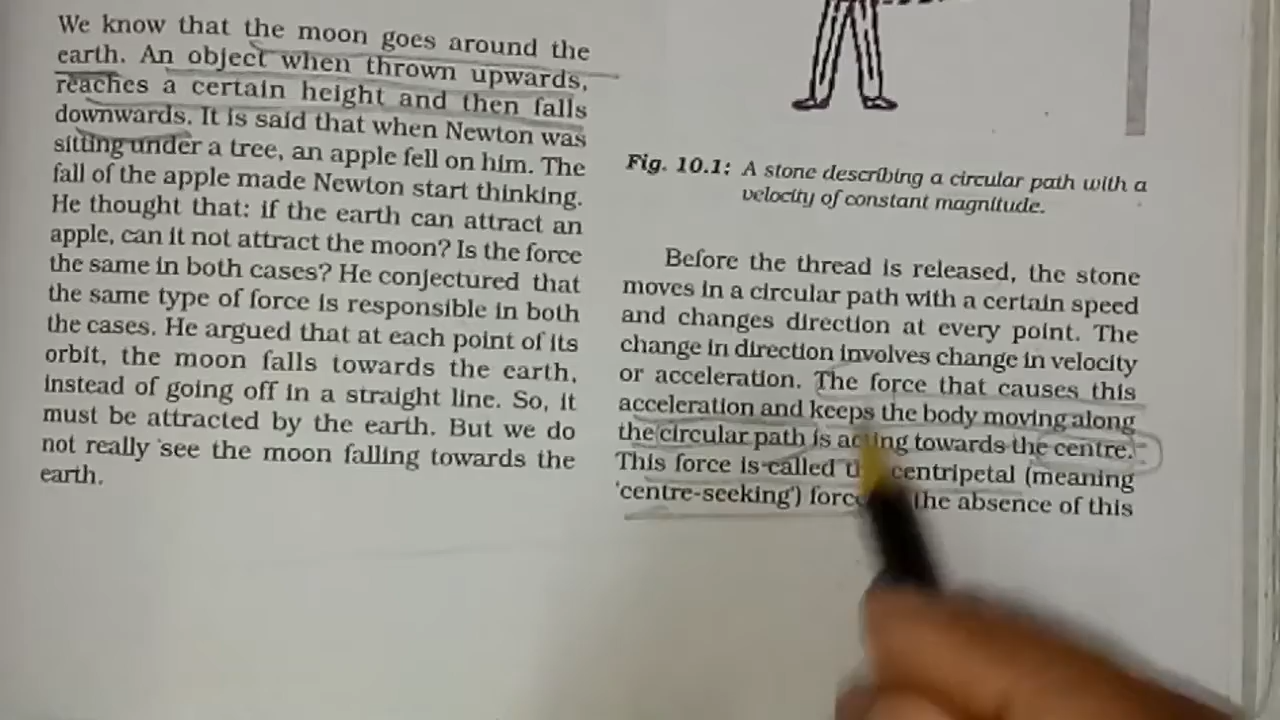 We know that the moon goes around the
earth. An object when thrown upwards,
reaches a certain height and then falls
downwards. It is said that when Newton was
sitting under a tree, an apple fell on him. The
fall of the apple made Newton start thinking.
He thought that: if the earth can attract an
apple, can it not attract the moon? Is the force
the same in both cases? He conjectured that
the same type of force is responsible in both
the cases. He argued that at each point of its
orbit, the moon falls towards the earth,
instead of going off in a straight line. So, it
must be attracted by the earth. But we do
not really see the moon falling towards the
earth.
Fig. 10.1: A stone describing a circular path with a
velocity of constant magnitude.
Before the thread is released, the stone
moves in a circular path with a certain speed
and changes direction at every point. The
change in direction involves change in velocity
or acceleration. The force that causes this
acceleration and keeps the body moving along
the circular path is acting towards the centre.
This force is called centripetal (meaning
'centre-seeking') force the absence of this